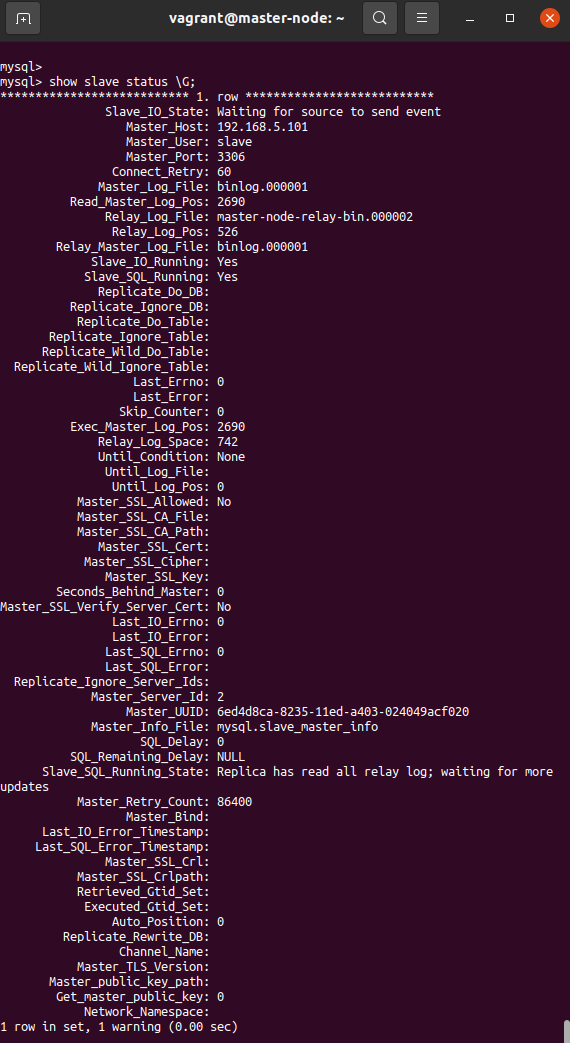 vagrant@master-node: ~
mysql>
mysql> show slave status \G;
*************************** 1. row ***************************
Slave_IO_State: Waiting for source to send event
Master_Host: 192.168.5.101
Master_User: slave
Master_Port: 3306
Connect_Retry: 60
Master_Log_File: binlog.000001
Read_Master_Log_Pos: 2690
Relay_Log_File: master-node-relay-bin.000002
Relay_Log_Pos: 526
Relay_Master_Log_File: binlog.000001
Slave_IO_Running: Yes
Slave_SQL_Running: Yes
Replicate_Do_DB:
Replicate_Ignore_DB:
Replicate_Do_Table:
Replicate_Ignore_Table:
Replicate_Wild_Do_Table:
Replicate_Wild_Ignore_Table:
Last_Errno: 0
Last_Error:
Skip_Counter: 0
Exec_Master_Log_Pos: 2690
Relay_Log_Space: 742
Until_Condition: None
Until_Log_File:
Until_Log_Pos: 0
Master_SSL_Allowed: No
Master_SSL_CA_File:
Master_SSL_CA_Path:
Master_SSL_Cert:
Master_SSL_Cipher:
Master_SSL_Key:
Seconds_Behind_Master: 0
Master_SSL_Verify_Server_Cert: No
Last_IO_Errno: 0
Last_IO_Error:
Last_SQL_Errno: 0
Last_SQL_Error:
Replicate_Ignore_Server_Ids:
Master_Server_Id: 2
Master_UUID: 6ed4d8ca-8235-11ed-a403-024049acf020
Master_Info_File: mysql.slave_master_info
SQL_Delay: 0
SQL_Remaining_Delay: NULL
Slave_SQL_Running_State: Replica has read all relay log; waiting for more
updates
Master_Retry_Count: 86400
Master_Bind:
Last_IO_Error_Timestamp:
Last_SQL_Error_Timestamp:
Master_SSL_Crl:
Master_SSL_Crlpath:
Retrieved_Gtid_Set:
Executed_Gtid_Set:
Auto_Position: 0
Replicate_Rewrite_DB:
Channel_Name:
Master_TLS_Version:
Master_public_key_path:
Get_master_public_key: 0
Network_Namespace:
1 row in set, 1 warning (0.00 sec)